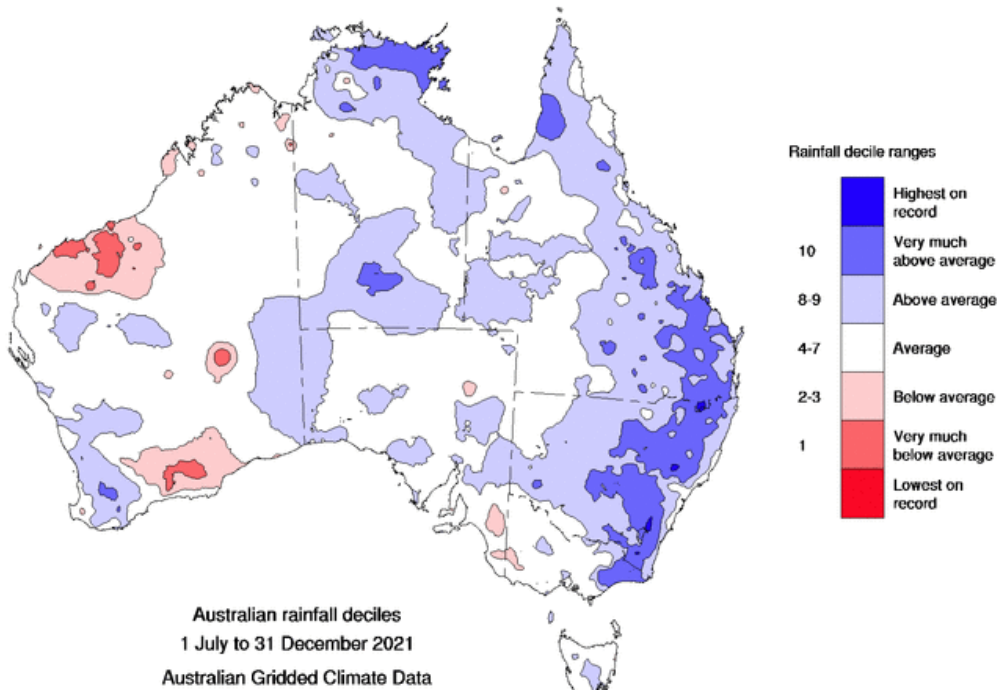 Rainfall decile ranges
Highest on
record
10
Very much
above average
8-9
Above average
4-7
Average
2-3
Below average
1
Very much
below average
Lowest on
record
Australian rainfall deciles
1 July to 31 December 2021
Australian Gridded Climate Data